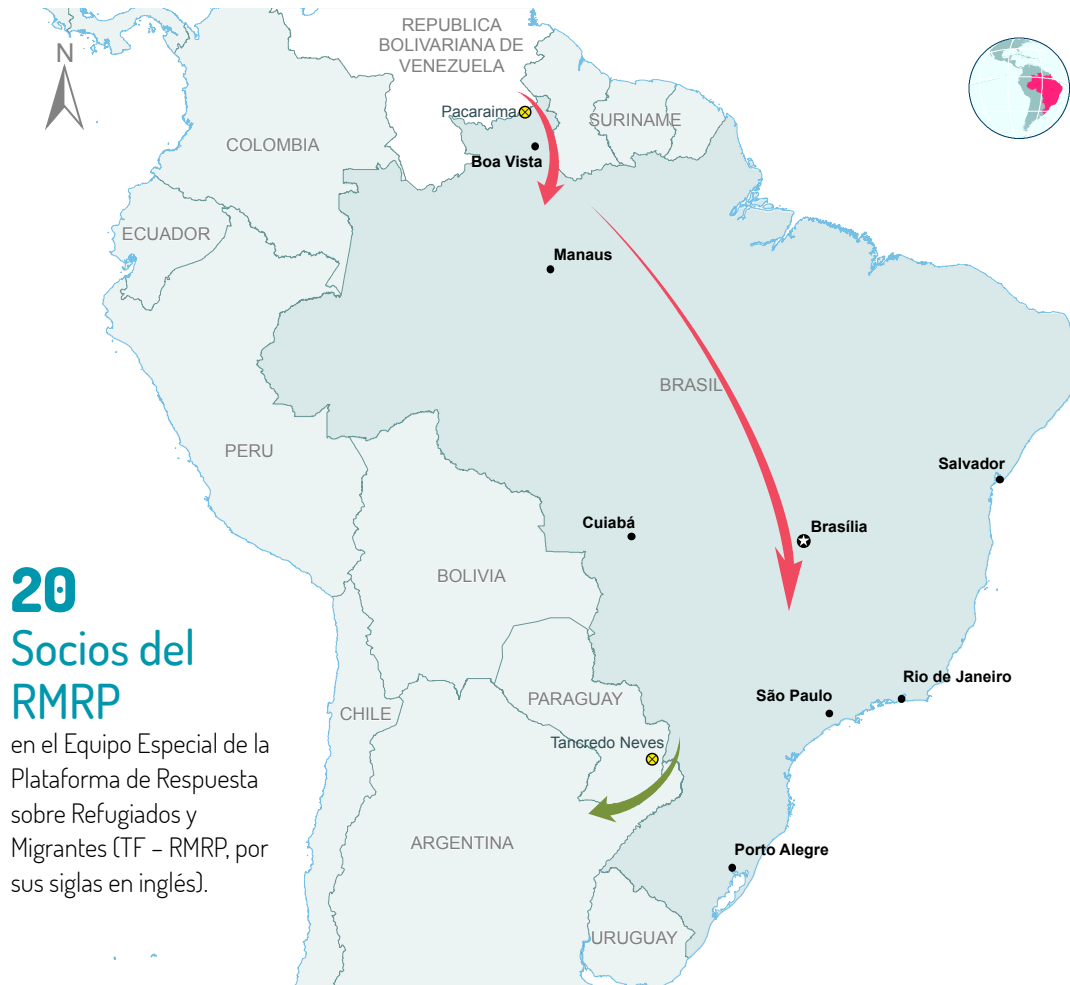 N
REPUBLICA
BOLIVARIANA DE
VENEZUELA
Pacaraima
SURINAME
COLOMBIA
Boa Vista
ECUADOR
Manaus
BRASIL
PERU
Salvador
Cuiabá
Brasília
BOLIVIA
20
Socios del
RMRP
en el Equipo Especial de la
Plataforma de Respuesta
sobre Refugiados y
Migrantes (TF – RMRP, por
sus siglas en inglés).
Rio de Janeiro
São Paulo
PARAGUAY
CHILE
Tancredo Neves
ARGENTINA
Porto Alegre
URUGUAY